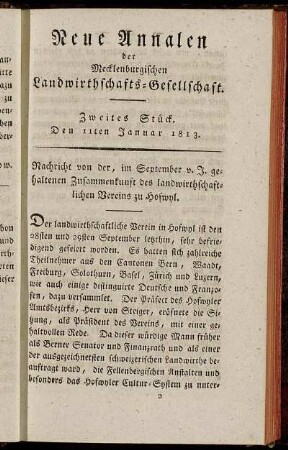 Neue Annalen
der
Mecklenburgischen
Landwirthschafts-Gesellschaft.
Zweites Stück.
Den 11ten Januar 1813.
Nachricht von der, im September v. J. ge-
haltenen Zusammenkunft des landwirthschaft-
lichen Vereins zu Hofwyl.
Der landwirthschaftliche Verein in Hofwyl ist den
28sten und 29sten September letzthin, sehr befrie-
digend gefeiert worden. Es hatten sich zahlreiche
Theilnehmer aus den Cantonen Bern, Waadt,
Freiburg, Solothurn, Basel, Zürich und Luzern,
wie auch einige distinguirte Deutsche und Franzo-
sen, dazu versammelt. Der Präfect des Hofwyler
Amtsbezirks, Herr von Steiger, eröfnete die Si-
tzung, als Präsident des Vereins, mit einer ge-
haltvollen Rede. Da dieser würdige Mann früher
als Berner Senator und Finanzrath und als einer
der ausgezeichnetsten schweizerischen Landwirthe be-
auftragt ward, die Fellenbergischen Anstalten und
besonders das Hofwyler Cultur-System zu unter-
2